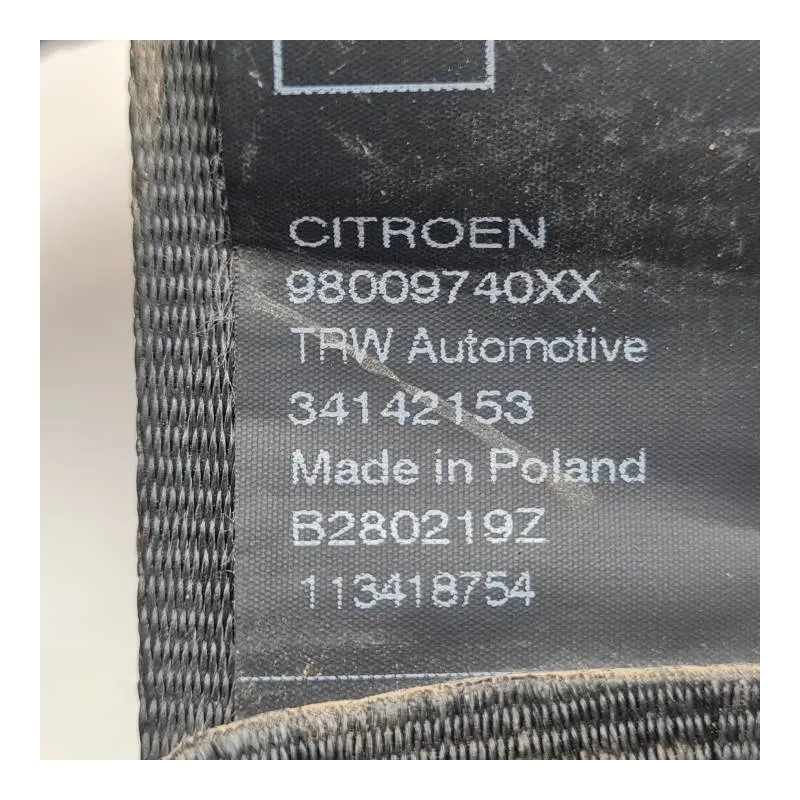 CITROEN
98009740XX
TRW Automotive
34142153
Made in Poland
B280219Z
113418754